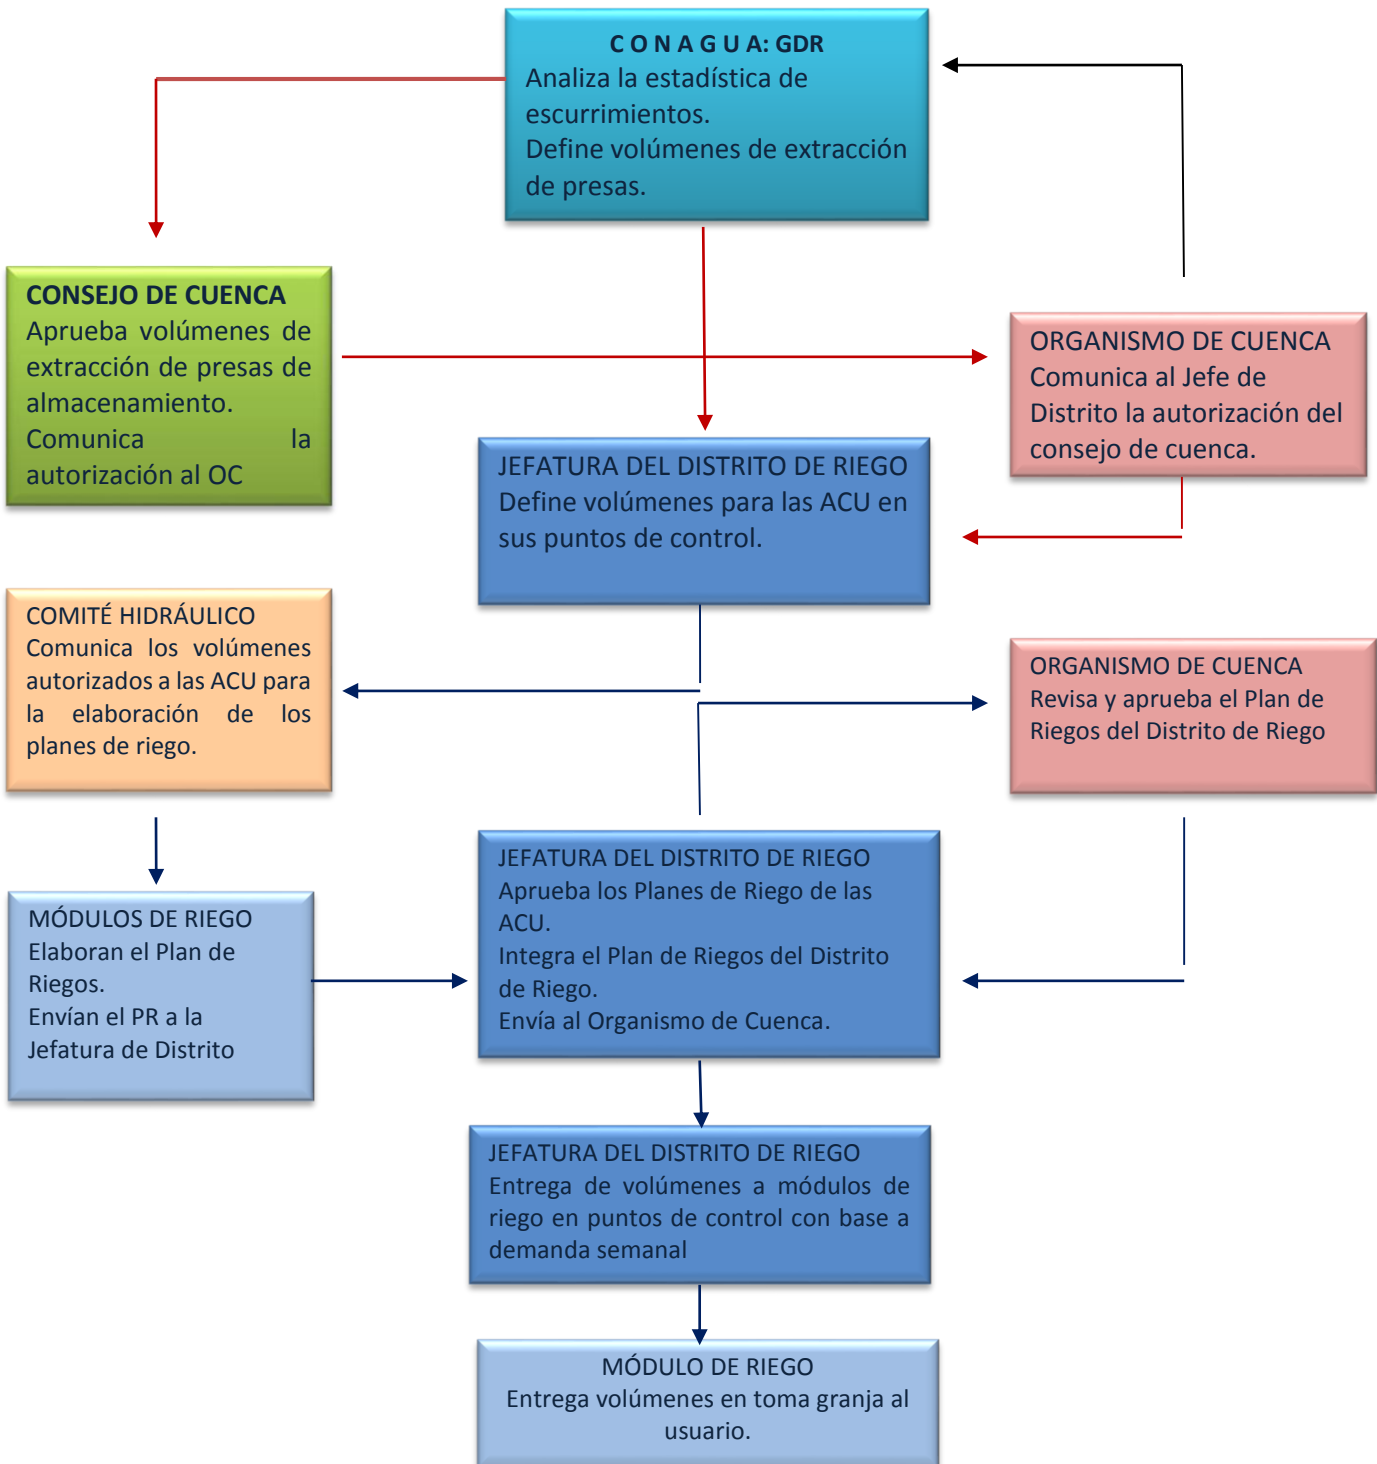 C O N A G U A: GDR
Analiza la estadística de
escurrimientos.
Define volúmenes de extracción
de presas.
CONSEJO DE CUENCA
Aprueba volúmenes de
extracción de presas de
almacenamiento.
Comunica la
autorización al OC
ORGANISMO DE CUENCA
Comunica al Jefe de
Distrito la autorización del
consejo de cuenca.
JEFATURA DEL DISTRITO DE RIEGO
Define volúmenes para las ACU en
sus puntos de control.
COMITÉ HIDRÁULICO
Comunica los volúmenes
autorizados a las ACU para
la elaboración de los
planes de riego.
ORGANISMO DE CUENCA
Revisa y aprueba el Plan de
Riegos del Distrito de Riego
MÓDULOS DE RIEGO
Elaboran el Plan de
Riegos.
Envían el PR a la
Jefatura de Distrito
JEFATURA DEL DISTRITO DE RIEGO
Aprueba los Planes de Riego de las
ACU.
Integra el Plan de Riegos del Distrito
de Riego.
Envía al Organismo de Cuenca.
JEFATURA DEL DISTRITO DE RIEGO
Entrega de volúmenes a módulos de
riego en puntos de control con base a
demanda semanal
MÓDULO DE RIEGO
Entrega volúmenes en toma granja al
usuario.